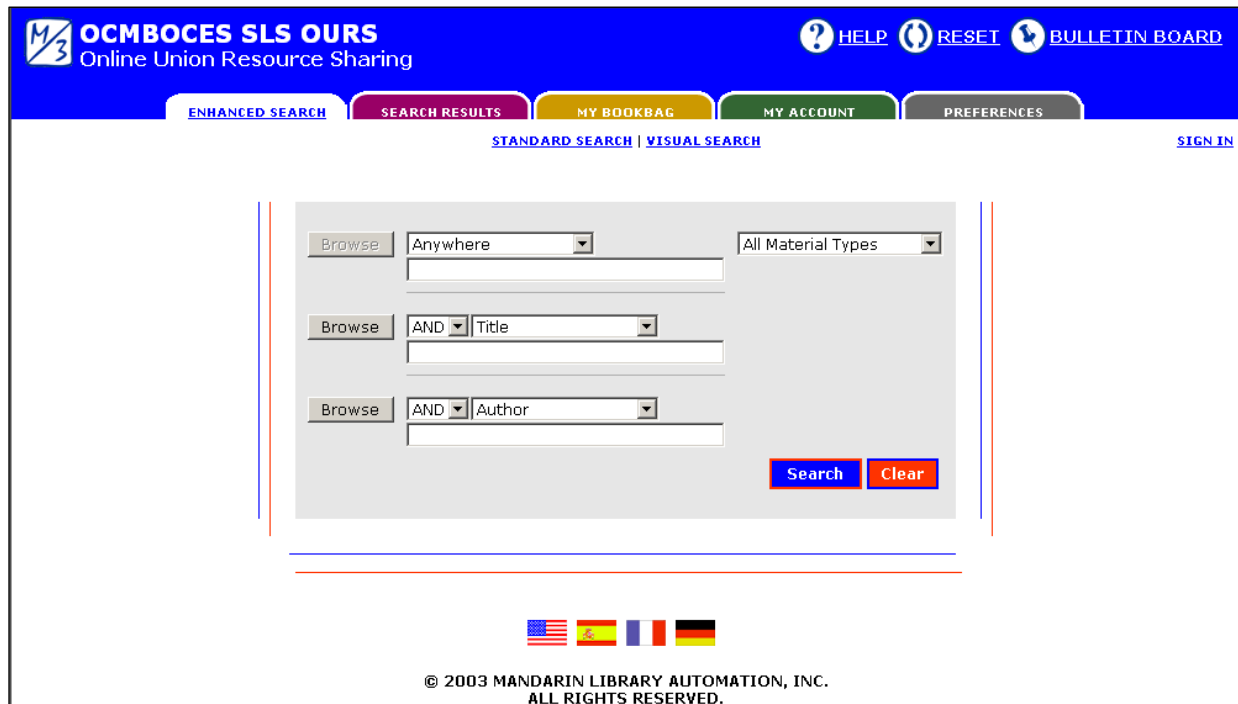 M/3 OCMBOCES SLS OURS
Online Union Resource Sharing
? HELP RESET BULLETIN BOARD
ENHANCED SEARCH SEARCH RESULTS MY BOOKBAG MY ACCOUNT PREFERENCES
STANDARD SEARCH | VISUAL SEARCH SIGN IN
Browse Anywhere All Material Types
Browse AND Title
Browse AND Author
Search Clear
© 2003 MANDARIN LIBRARY AUTOMATION, INC.
ALL RIGHTS RESERVED.